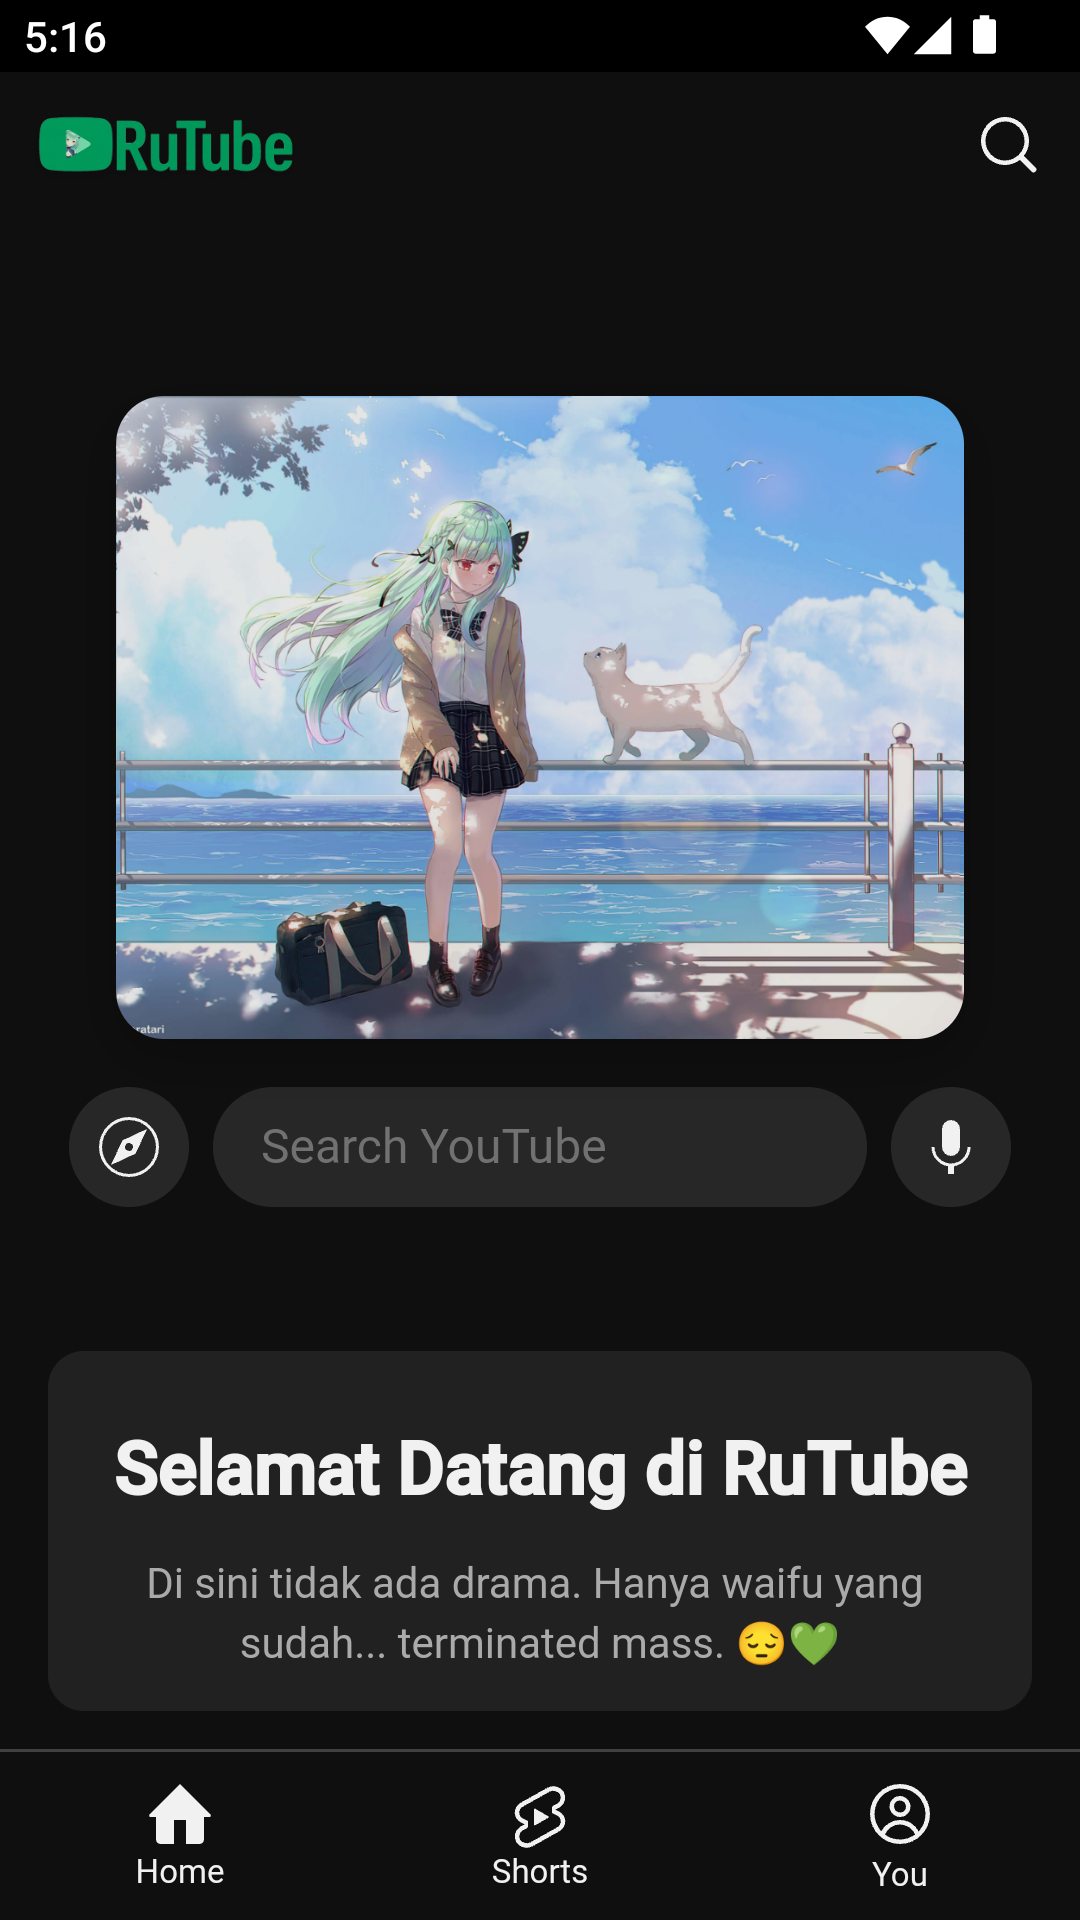 5:16
RuTube
ratari
Search YouTube
Selamat Datang di RuTube
Di sini tidak ada drama. Hanya waifu yang
sudah... terminated mass. 😔💚
Home
Shorts
You